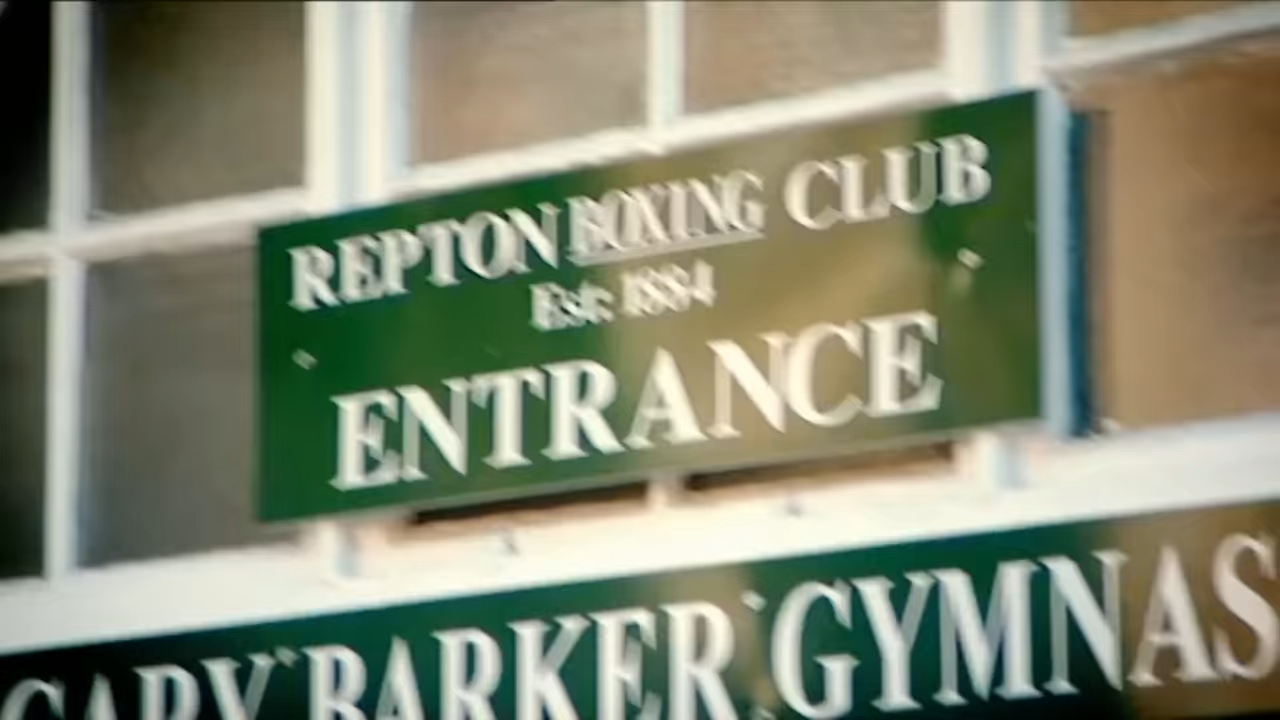 REPTON BOXING CLUB
Est: 1884
ENTRANCE
GARY BARKER GYMNAS